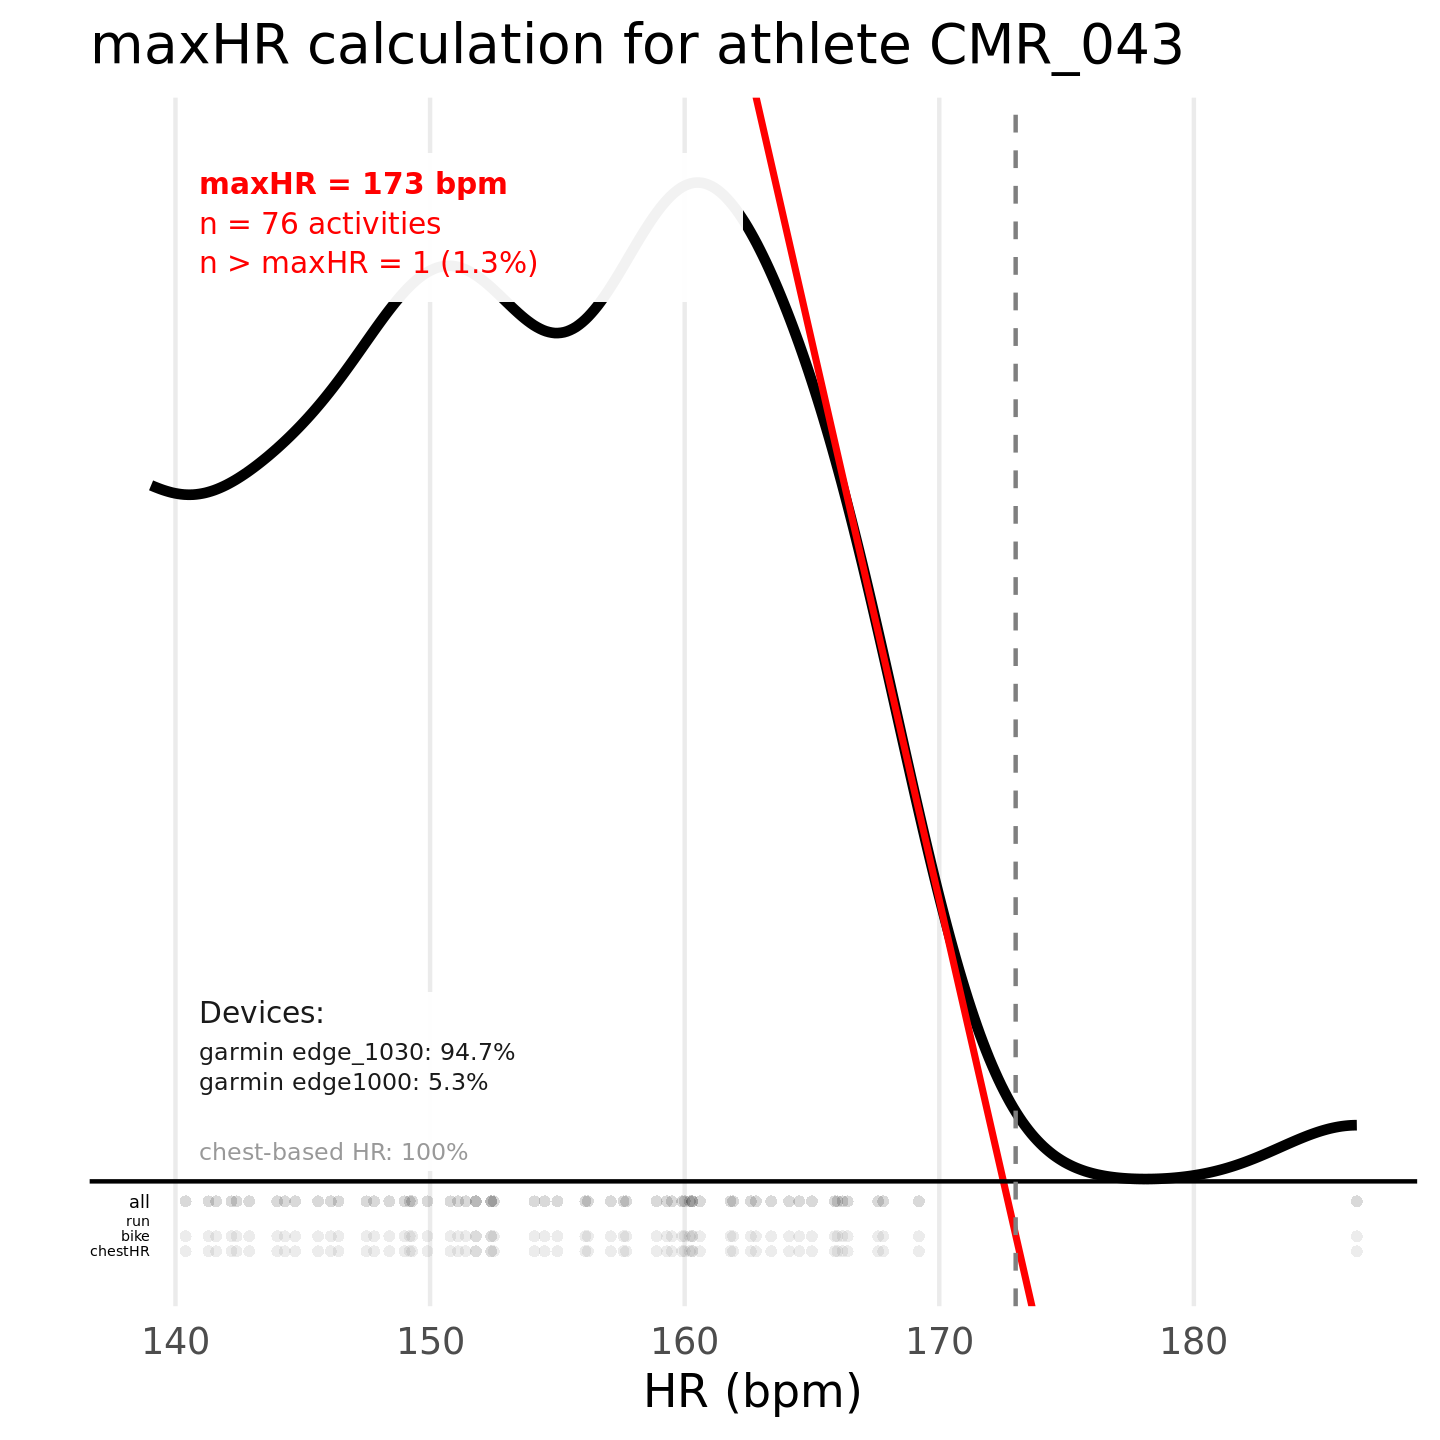 maxHR calculation for athlete CMR_043
maxHR = 173 bpm
n = 76 activities
n > maxHR = 1 (1.3%)
Devices:
garmin edge_1030: 94.7%
garmin edge1000: 5.3%
chest-based HR: 100%
all
run
bike
chestHR
140 150 160 170 180
HR (bpm)